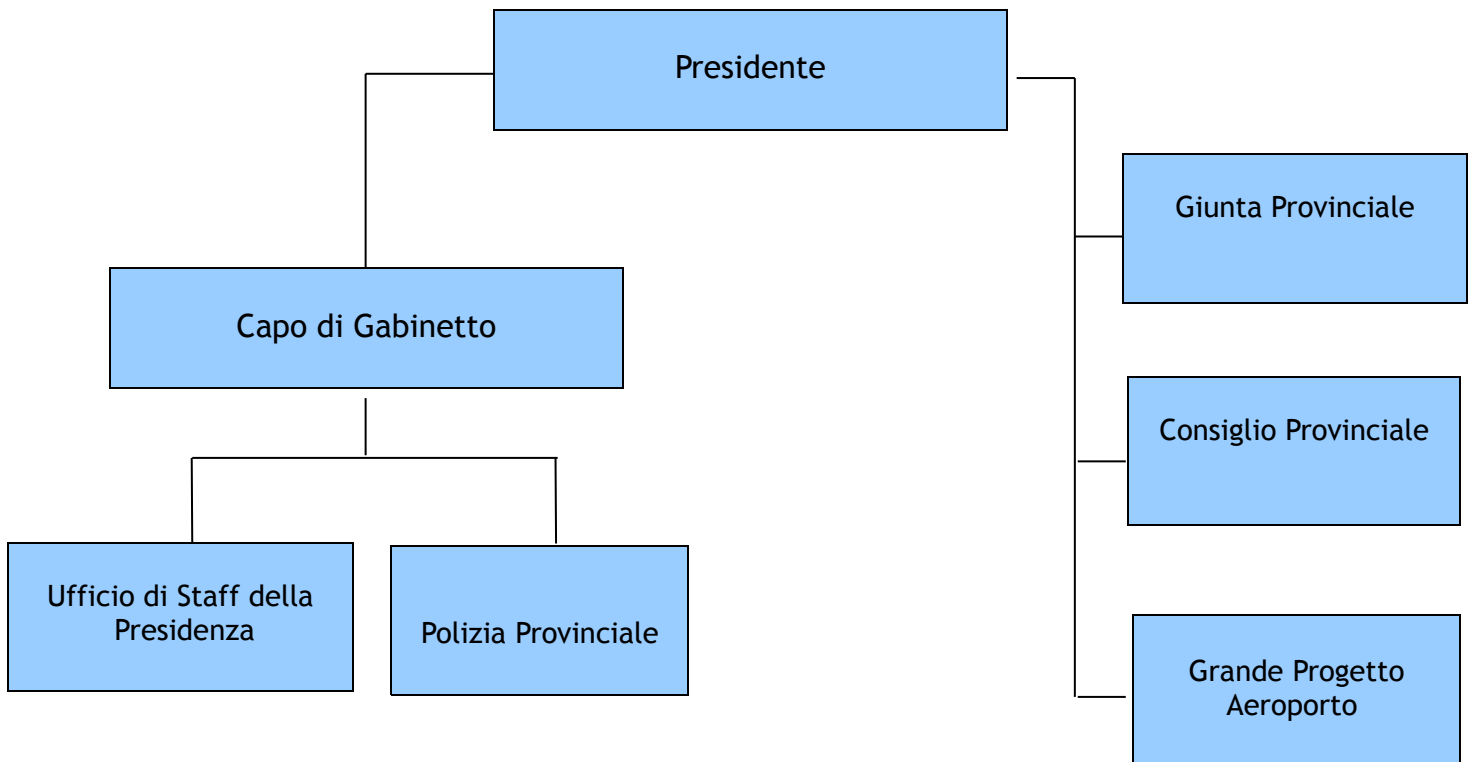 Presidente
Giunta Provinciale
Capo di Gabinetto
Consiglio Provinciale
Ufficio di Staff della
Presidenza
Polizia Provinciale
Grande Progetto
Aeroporto